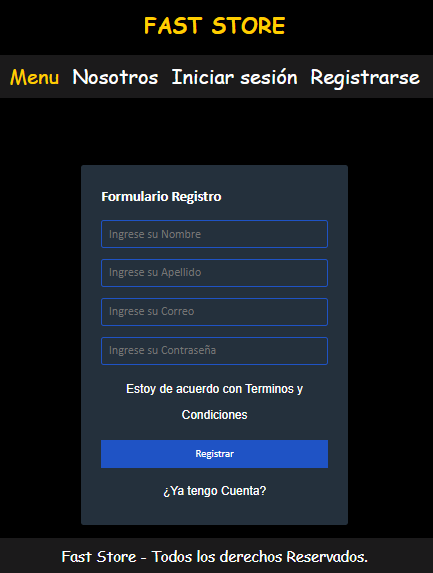 FAST STORE
Menu Nosotros Iniciar sesión Registrarse
Formulario Registro
Ingrese su Nombre
Ingrese su Apellido
Ingrese su Correo
Ingrese su Contraseña
Estoy de acuerdo con Terminos y
Condiciones
Registrar
¿Ya tengo Cuenta?
Fast Store - Todos los derechos Reservados.